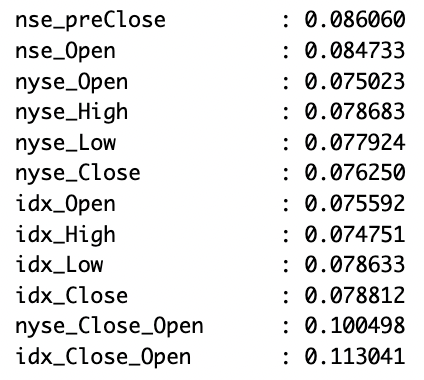 nse_preClose : 0.086060
nse_Open : 0.084733
nyse_Open : 0.075023
nyse_High : 0.078683
nyse_Low : 0.077924
nyse_Close : 0.076250
idx_Open : 0.075592
idx_High : 0.074751
idx_Low : 0.078633
idx_Close : 0.078812
nyse_Close_Open : 0.100498
idx_Close_Open : 0.113041